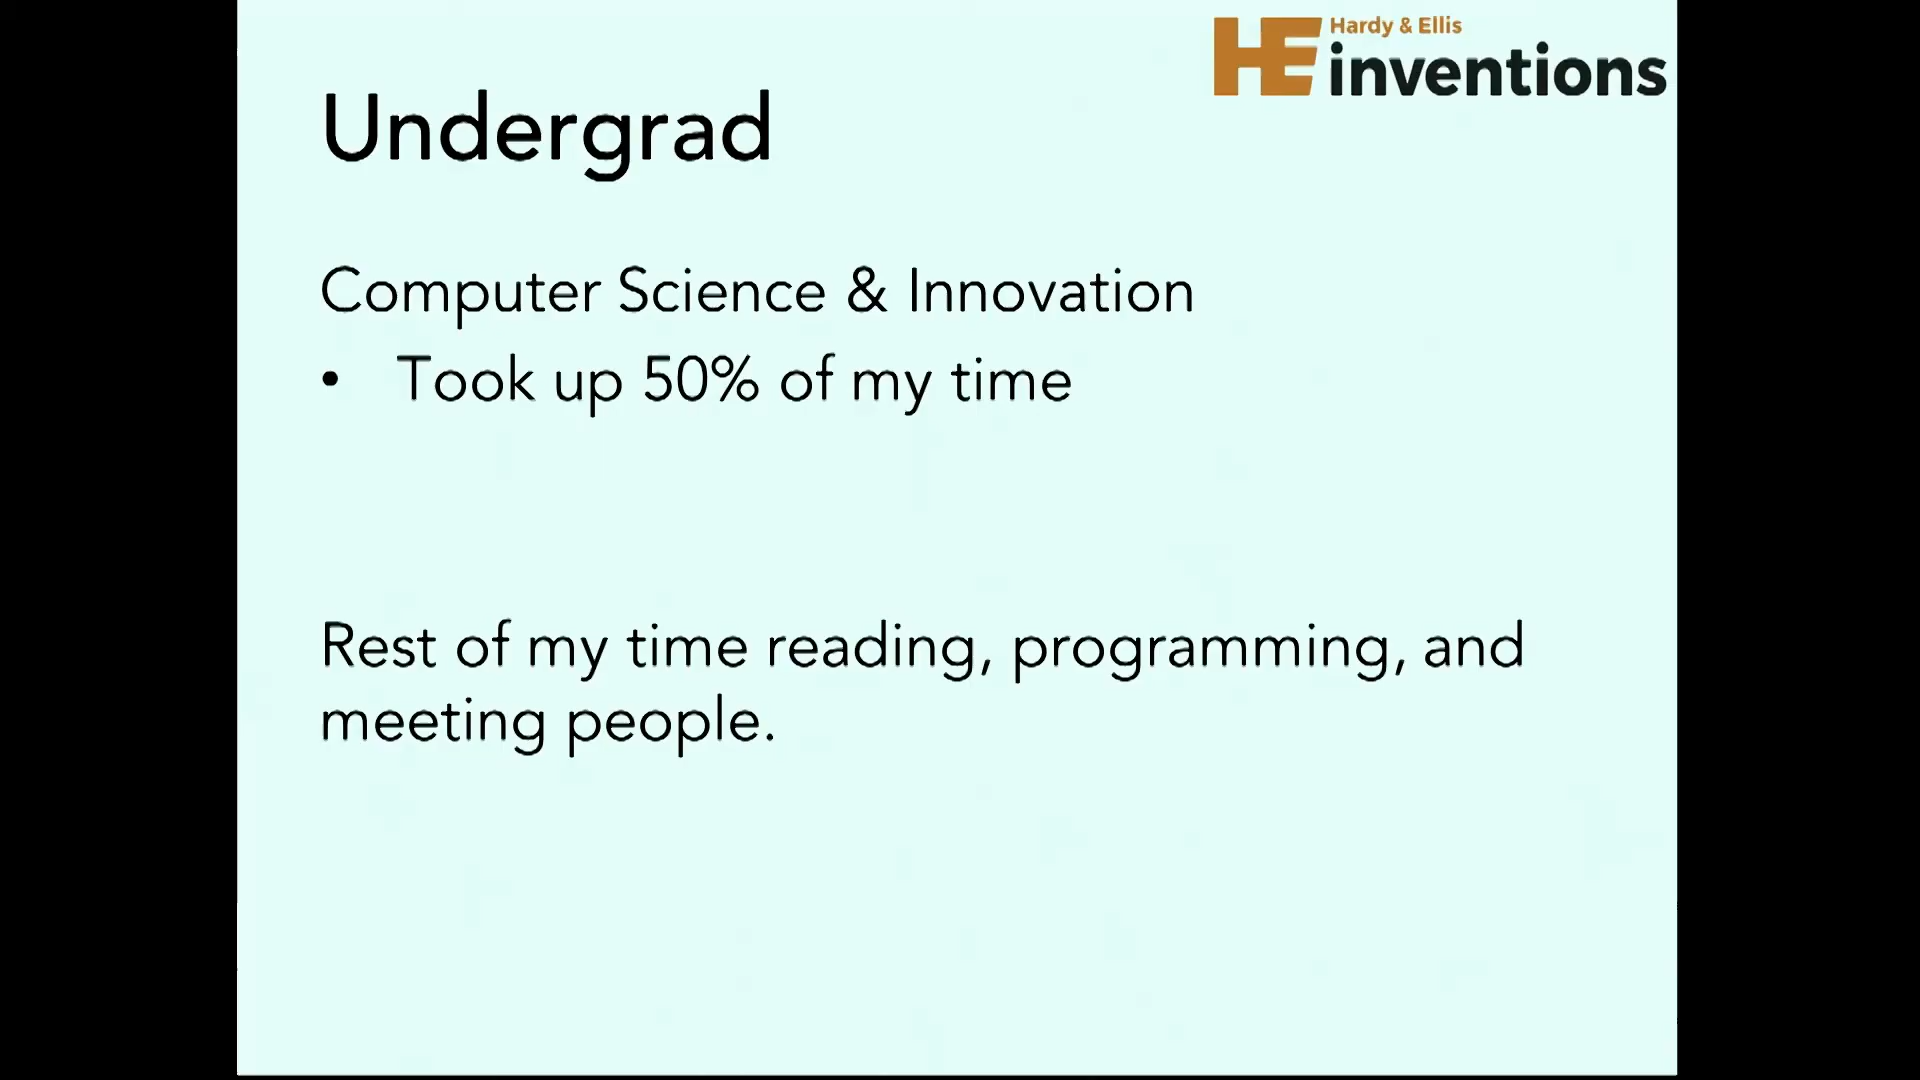 Hardy & Ellis
HE inventions
Undergrad
Computer Science & Innovation
• Took up 50% of my time
Rest of my time reading, programming, and
meeting people.